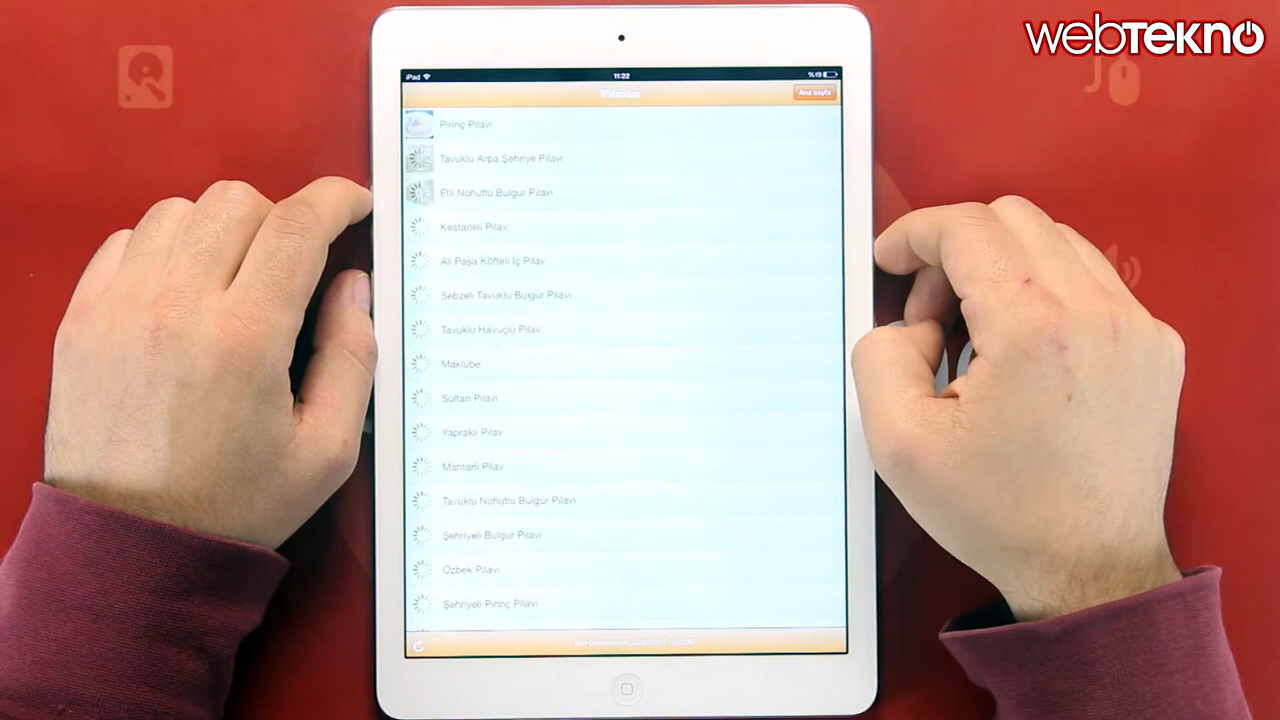 webTEKNO
iPad 11:22 %19
Pilavlar Ana sayfa
Pirinç Pilavı
Tavuklu Arpa Şehriye Pilavı
Etli Nohutlu Bulgur Pilavı
Kestaneli Pilav
Ali Paşa Köfteli İç Pilav
Sebzeli Tavuklu Bulgur Pilavı
Tavuklu Havuçlu Pilav
Maklube
Sultan Pilavı
Yapraklı Pilav
Mantarlı Pilav
Tavuklu Nohutlu Bulgur Pilavı
Şehriyeli Bulgur Pilavı
Özbek Pilavı
Şehriyeli Pirinç Pilavı